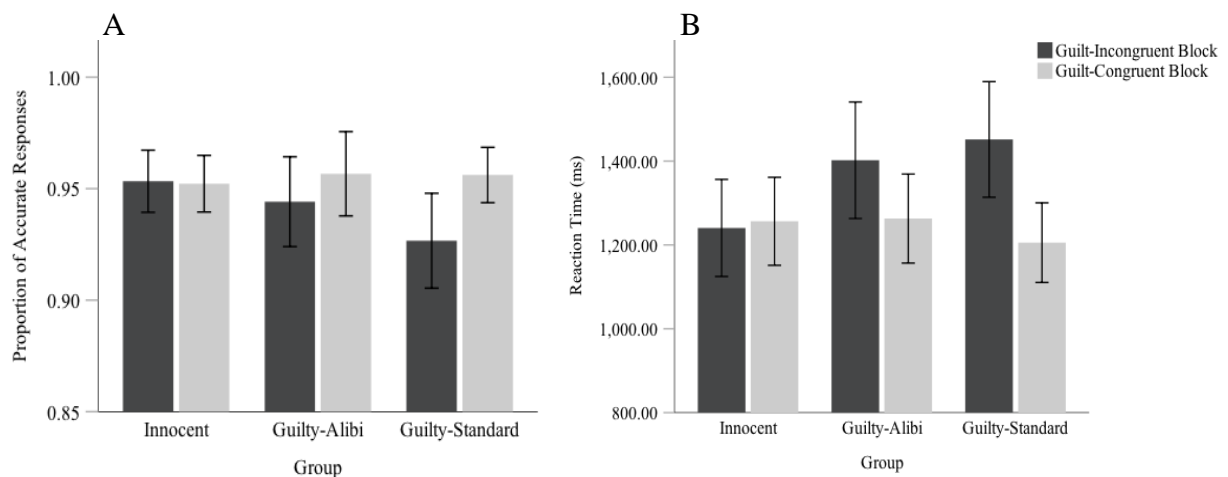 A
Proportion of Accurate Responses
1.00
0.95
0.90
0.85
Innocent
Guilty-Alibi
Guilty-Standard
Group
B
Guilt-Incongruent Block
Guilt-Congruent Block
Reaction Time (ms)
1,600.00
1,400.00
1,200.00
1,000.00
800.00
Innocent
Guilty-Alibi
Guilty-Standard
Group